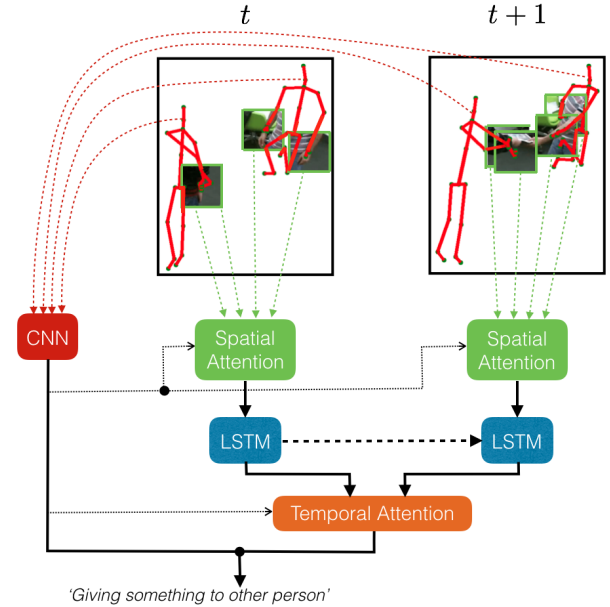 t
t + 1
CNN
Spatial
Attention
Spatial
Attention
LSTM
LSTM
Temporal Attention
'Giving something to other person'